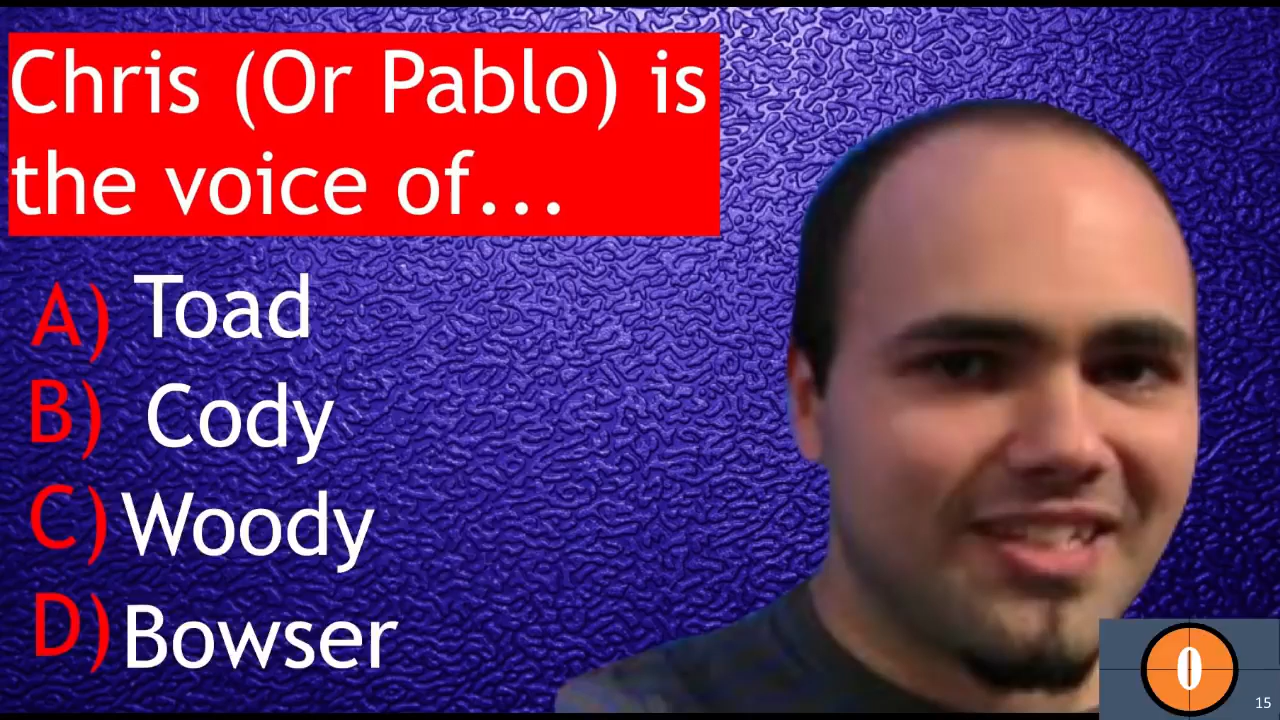 Chris (Or Pablo) is
the voice of...
A) Toad
B) Cody
C) Woody
D) Bowser
0
15